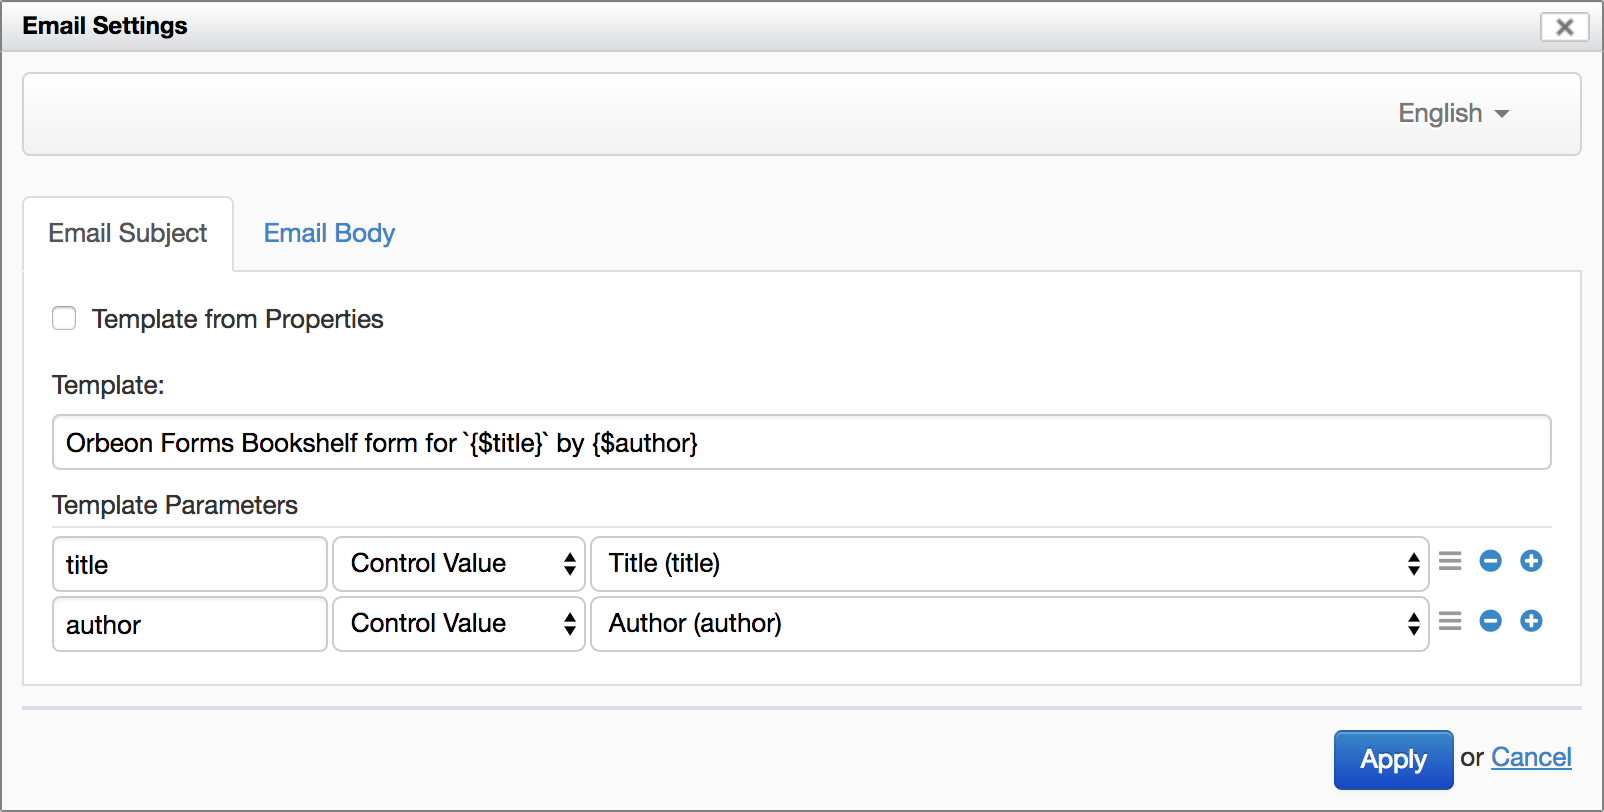 Email Settings
English
Email Subject Email Body
Template from Properties
Template:
Orbeon Forms Bookshelf form for `{$title}` by {$author}
Template Parameters
title Control Value Title (title)
author Control Value Author (author)
Apply or Cancel